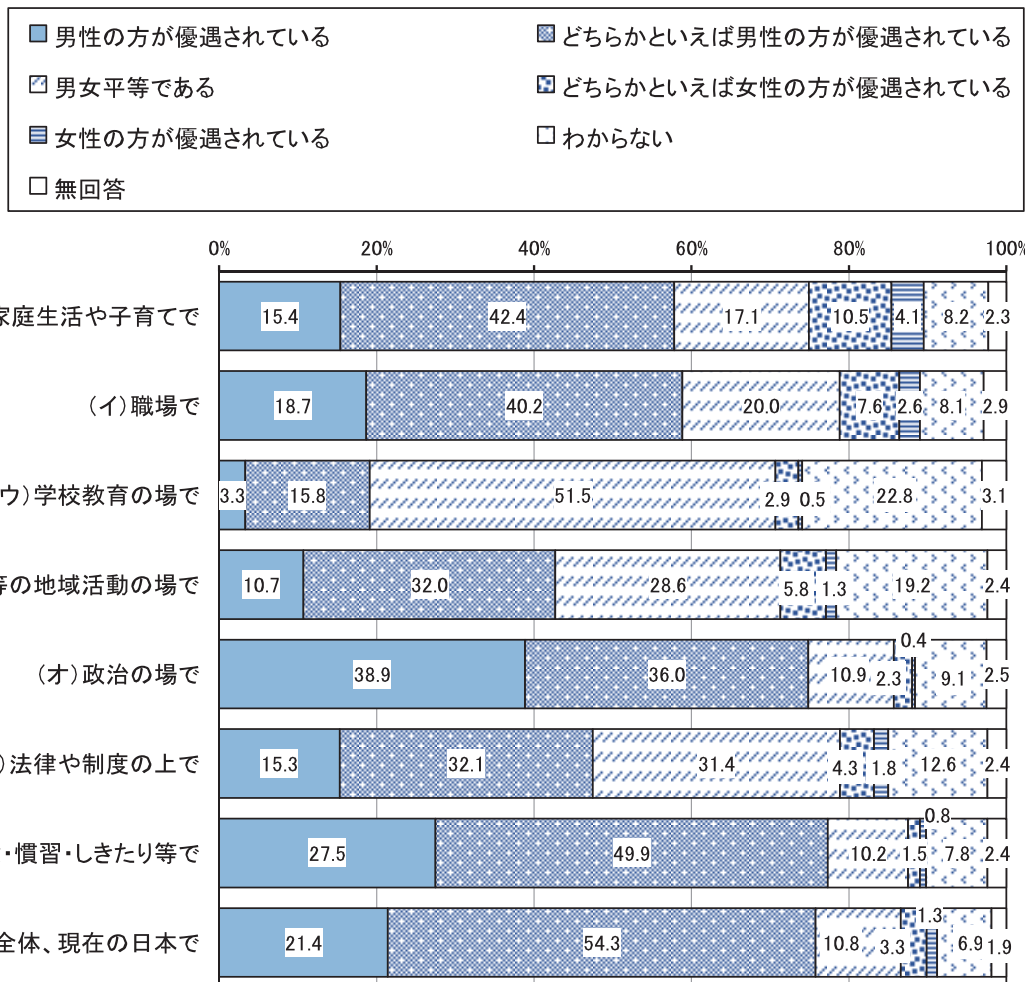 男性の方が優遇されている どちらかといえば男性の方が優遇されている
男女平等である どちらかといえば女性の方が優遇されている
女性の方が優遇されている わからない
無回答
0% 20% 40% 60% 80% 100%
家庭生活や子育てで 15.4 42.4 17.1 10.5 4.1 8.2 2.3
(イ)職場で 18.7 40.2 20.0 7.6 2.6 8.1 2.9
ウ)学校教育の場で 3.3 15.8 51.5 2.9 0.5 22.8 3.1
等の地域活動の場で 10.7 32.0 28.6 5.8 1.3 19.2 2.4
(オ)政治の場で 38.9 36.0 10.9 2.3 0.4 9.1 2.5
)法律や制度の上で 15.3 32.1 31.4 4.3 1.8 12.6 2.4
・慣習・しきたり等で 27.5 49.9 10.2 1.5 0.8 7.8 2.4
全体、現在の日本で 21.4 54.3 10.8 3.3 1.3 6.9 1.9